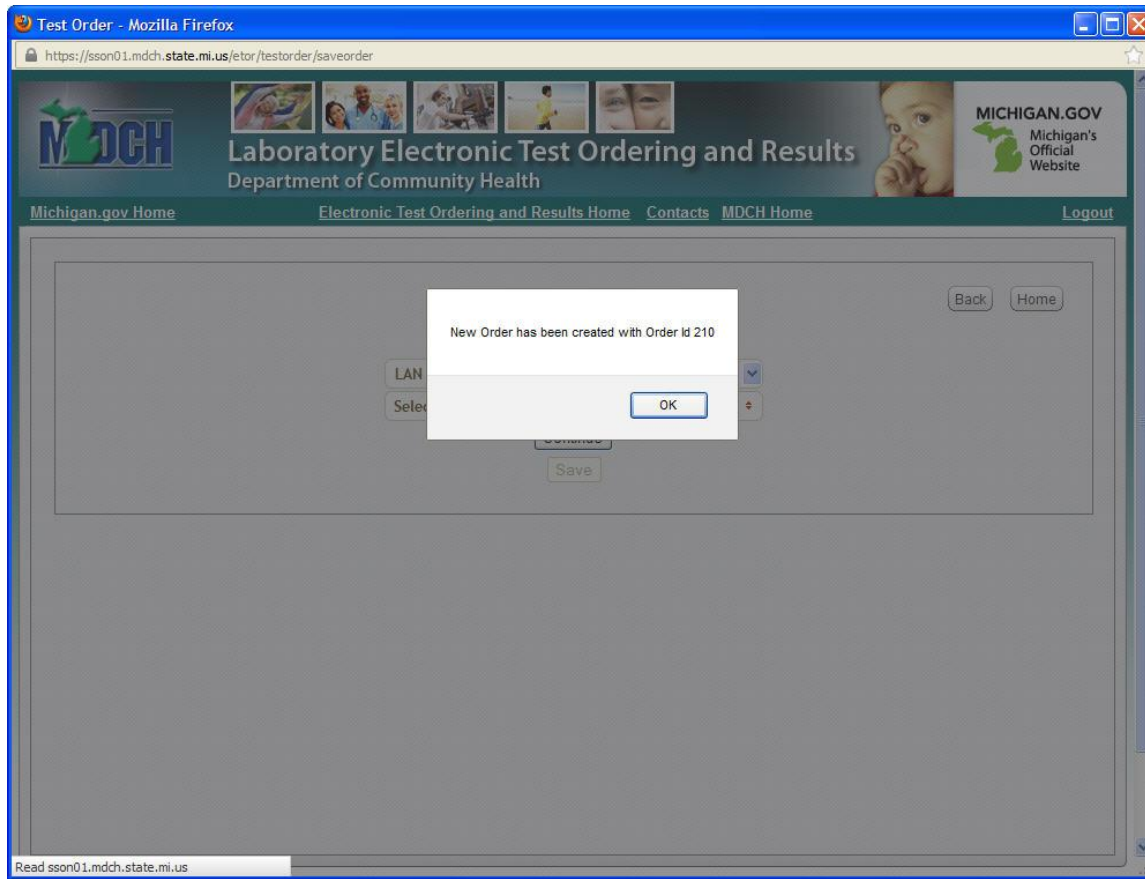 Test Order - Mozilla Firefox
https://sson01.mdch.state.mi.us/etor/testorder/saveorder
MDCH
Laboratory Electronic Test Ordering and Results
Department of Community Health
MICHIGAN.GOV
Michigan's
Official
Website
Michigan.gov Home Electronic Test Ordering and Results Home Contacts MDCH Home Logout
Back Home
New Order has been created with Order Id 210
LAN
OK
Continue
Save
Read sson01.mdch.state.mi.us